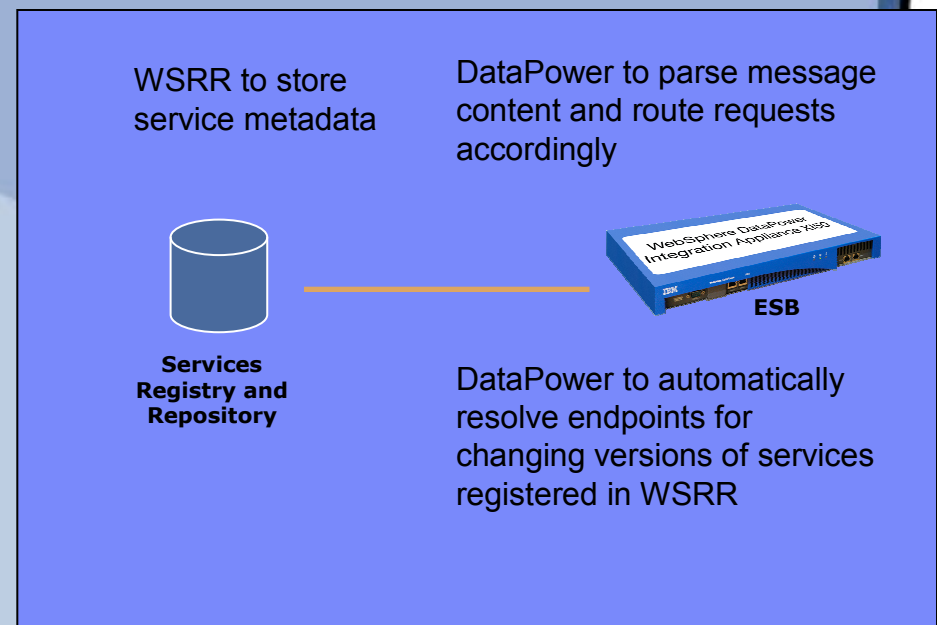 WSRR to store
service metadata
DataPower to parse message
content and route requests
accordingly
WebSphere DataPower
Integration Appliance XI50
IBM
ESB
Services
Registry and
Repository
DataPower to automatically
resolve endpoints for
changing versions of services
registered in WSRR